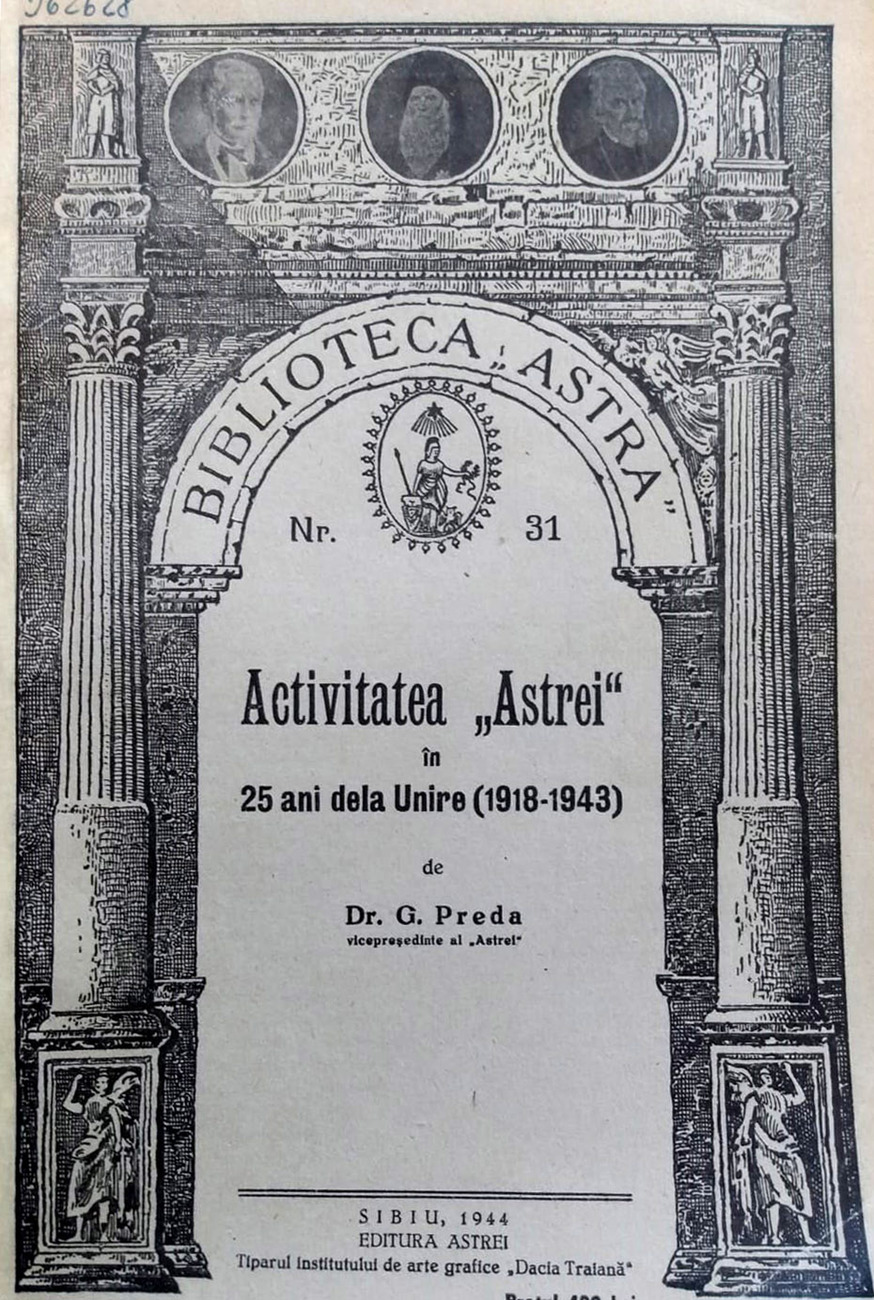 962628
BIBLIOTECA „ASTRA”
Nr. 31
Activitatea „Astrei“
în
25 ani dela Unire (1918-1943)
de
Dr. G. Preda
vicepreşedinte al „Astrei“
SIBIU, 1944
EDITURA ASTREI
Tiparul institutului de arte grafice „Dacia Traiană“